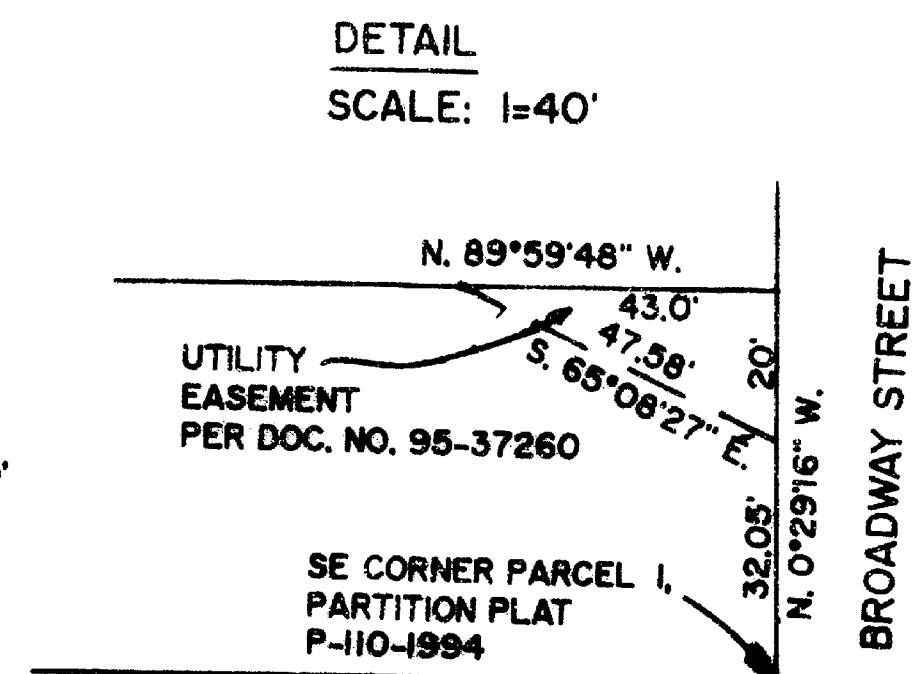 DETAIL
SCALE: 1=40'
N. 89°59'48" W.
43.0'
47.58'
S. 65°08'27" E.
20'
UTILITY
EASEMENT
PER DOC. NO. 95-37260
32.05'
N. 0°29'16" W.
BROADWAY STREET
SE CORNER PARCEL 1,
PARTITION PLAT
P-110-1994